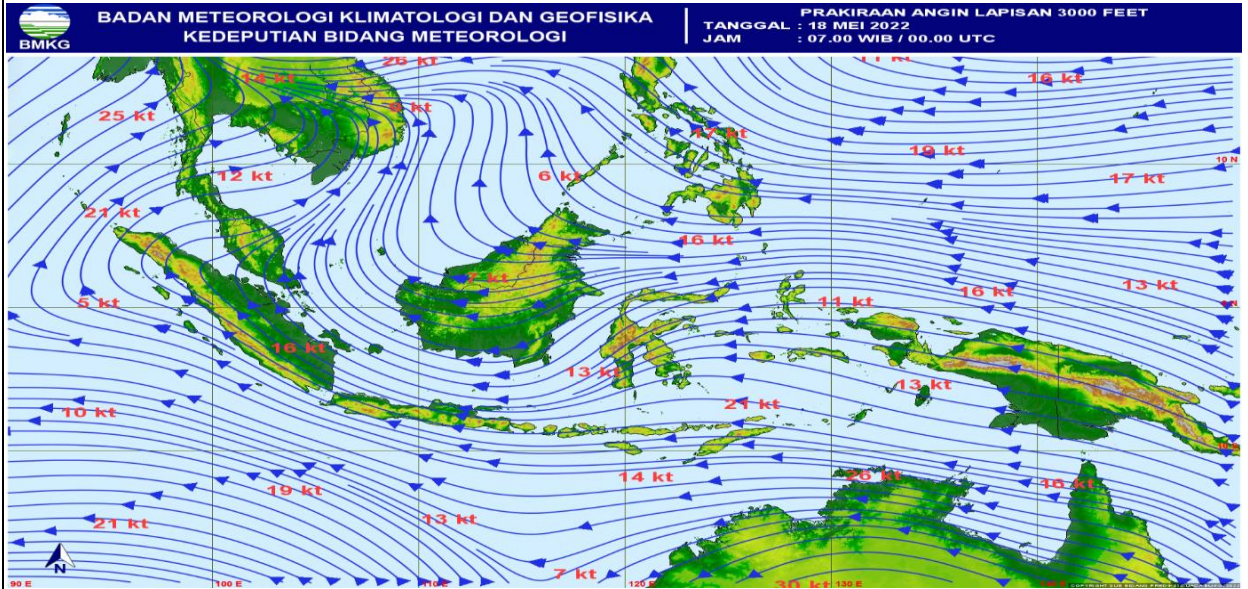 BMKG
BADAN METEOROLOGI KLIMATOLOGI DAN GEOFISIKA
KEDEPUTIAN BIDANG METEOROLOGI
PRAKIRAAN ANGIN LAPISAN 3000 FEET
TANGGAL : 18 MEI 2022
JAM : 07.00 WIB / 00.00 UTC
26 kt
14 kt
16 kt
25 kt
17 kt
19 kt
10 N
12 kt
6 kt
17 kt
21 kt
16 kt
7 kt
13 kt
16 kt
5 kt
11 kt
16 kt
13 kt
13 kt
10 kt
21 kt
14 kt
26 kt
16 kt
19 kt
21 kt
13 kt
7 kt
30 kt
N
90 E
100 E
110 E
120 E
130 E